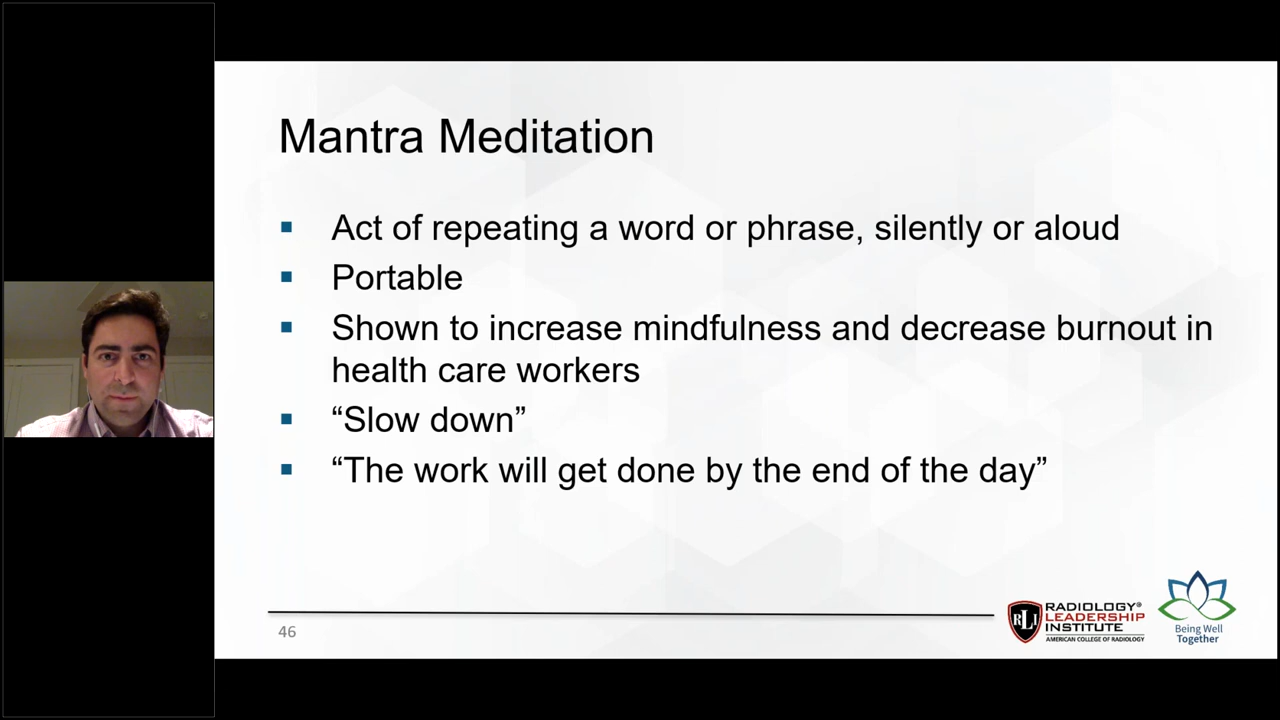 Mantra Meditation
▪ Act of repeating a word or phrase, silently or aloud
▪ Portable
▪ Shown to increase mindfulness and decrease burnout in
health care workers
▪ “Slow down”
▪ “The work will get done by the end of the day”
46
RLI
RADIOLOGY®
LEADERSHIP
INSTITUTE
AMERICAN COLLEGE OF RADIOLOGY
Being Well
Together